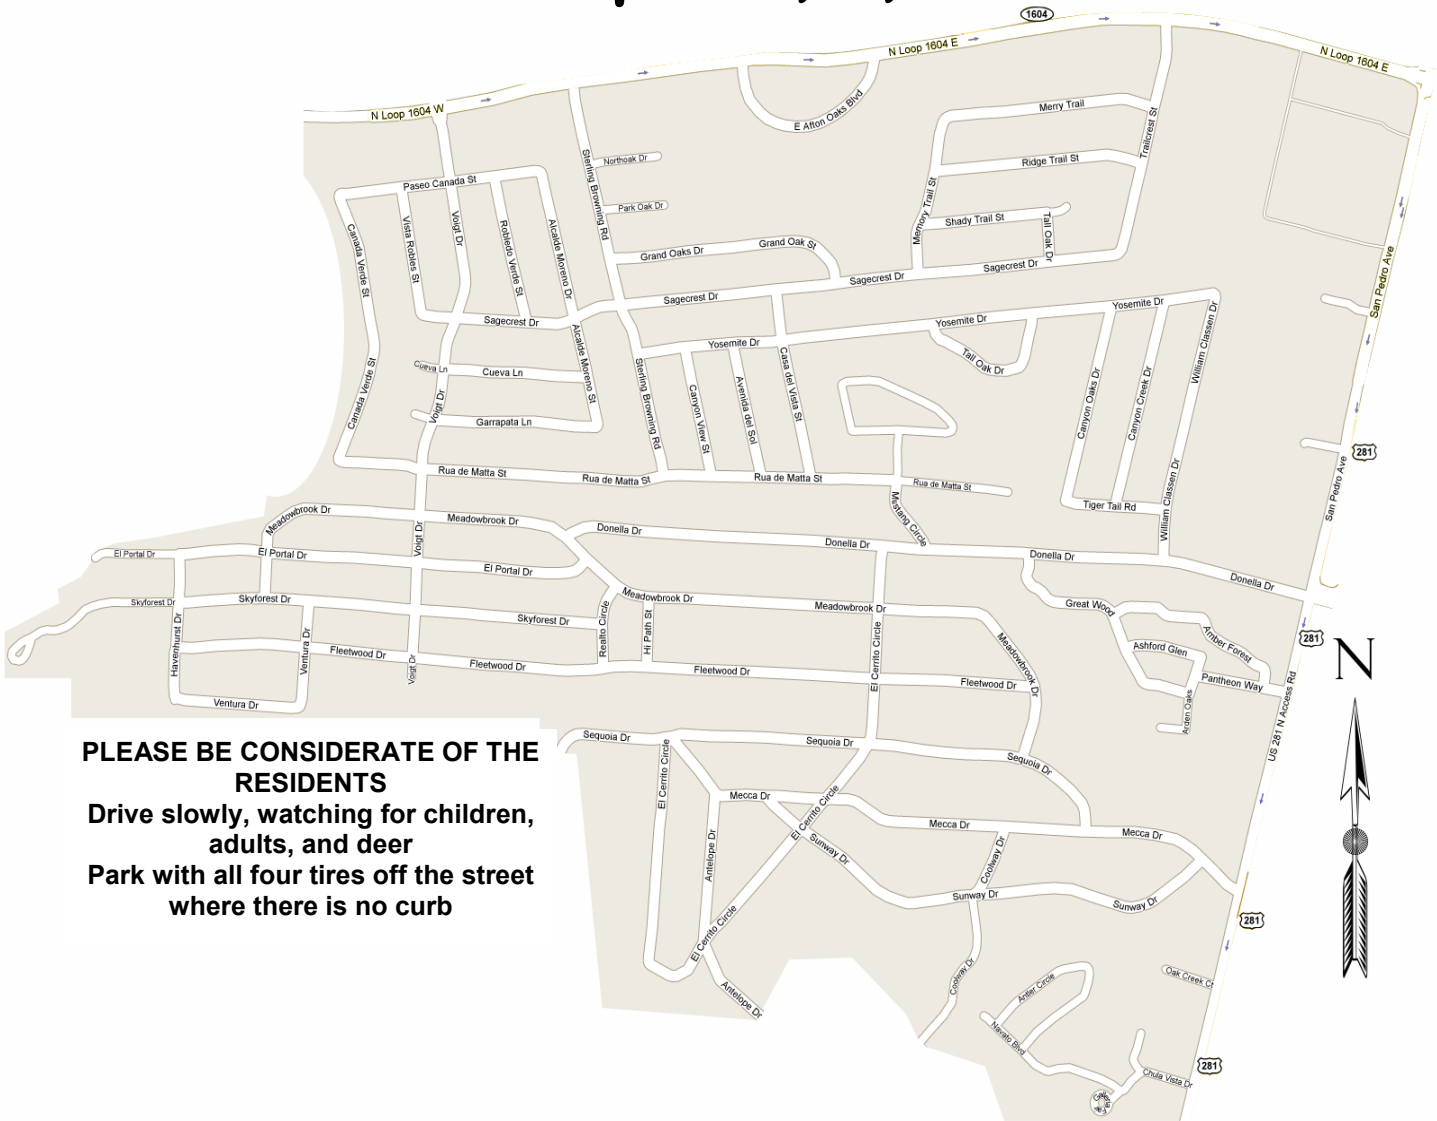 1604
N Loop 1604 E
N Loop 1604 E
N Loop 1604 W
E Afton Oaks Blvd
Merry Trail
Trailcrest St
Ridge Trail St
Northoak Dr
Sterling Browning Rd
Paseo Canada St
Park Oak Dr
Memory Trail St
Shady Trail St
Tall Oak Dr
Canada Verde St
Vista Robles St
Voigt Dr
Robledo Verde St
Alcalde Moreno Dr
Grand Oaks Dr
Grand Oak St
Sagecrest Dr
Sagecrest Dr
Sagecrest Dr
Sagecrest Dr
San Pedro Ave
Yosemite Dr
Yosemite Dr
Yosemite Dr
Tall Oak Dr
William Classen Dr
Alcalde Moreno St
Cueva Ln
Cueva Ln
Canada Verde St
Voigt Dr
Garrapata Ln
Sterling Browning Rd
Canyon View St
Avenida del Sol
Casa del Vista St
Canyon Oaks Dr
Canyon Creek Dr
281
San Pedro Ave
Rua de Matta St
Rua de Matta St
Rua de Matta St
Rua de Matta St
Mustang Circle
Tiger Tail Rd
William Classen Dr
Meadowbrook Dr
Meadowbrook Dr
Voigt Dr
Donella Dr
Donella Dr
Donella Dr
Donella Dr
El Portal Dr
El Portal Dr
El Portal Dr
Skyforest Dr
Skyforest Dr
Skyforest Dr
Meadowbrook Dr
Meadowbrook Dr
Meadowbrook Dr
Great Wood
Amber Forest
Ashford Glen
Pantheon Way
Arden Oaks
281
N
US 281 N Access Rd
Havenhurst Dr
Ventura Dr
Ventura Dr
Voigt Dr
Realto Circle
Hi Path St
El Cerrito Circle
Fleetwood Dr
Fleetwood Dr
Fleetwood Dr
Fleetwood Dr
Sequoia Dr
Sequoia Dr
Sequoia Dr
PLEASE BE CONSIDERATE OF THE
RESIDENTS
Drive slowly, watching for children,
adults, and deer
Park with all four tires off the street
where there is no curb
El Cerrito Circle
Mecca Dr
Mecca Dr
Mecca Dr
El Cerrito Circle
Antelope Dr
Sunway Dr
Coolway Dr
Sunway Dr
Sunway Dr
El Cerrito Circle
281
Antelope Dr
Coolway Dr
Antler Circle
Navato Blvd
Oak Creek Ct
281
Chula Vista Dr